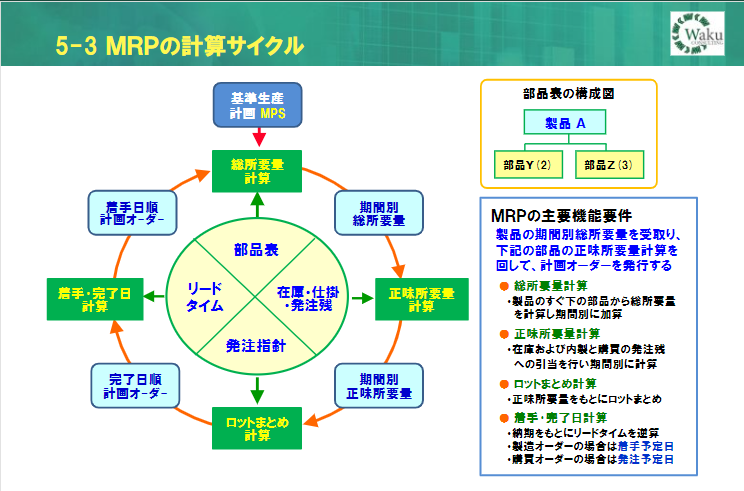 5-3 MRPの計算サイクル
Waku
CONSULTING
基準生産
計画 MPS
総所要量
計算
着手日順
計画オーダー
期間別
総所要量
部品表
リード
タイム
在庫・仕掛
・発注残
発注指針
着手・完了日
計算
正味所要量
計算
完了日順
計画オーダー
期間別
正味所要量
ロットまとめ
計算
部品表の構成図
製品 A
部品Y(2)
部品Z(3)
MRPの主要機能要件
製品の期間別総所要量を受取り、
下記の部品の正味所要量計算を
回して、計画オーダーを発行する
● 総所要量計算
・製品のすぐ下の部品から総所要量
を計算し期間別に加算
● 正味所要量計算
・在庫および内製と購買の発注残
への引当を行い期間別に計算
● ロットまとめ計算
・正味所要量をもとにロットまとめ
● 着手・完了日計算
・納期をもとにリードタイムを逆算
・製造オーダーの場合は着手予定日
・購買オーダーの場合は発注予定日